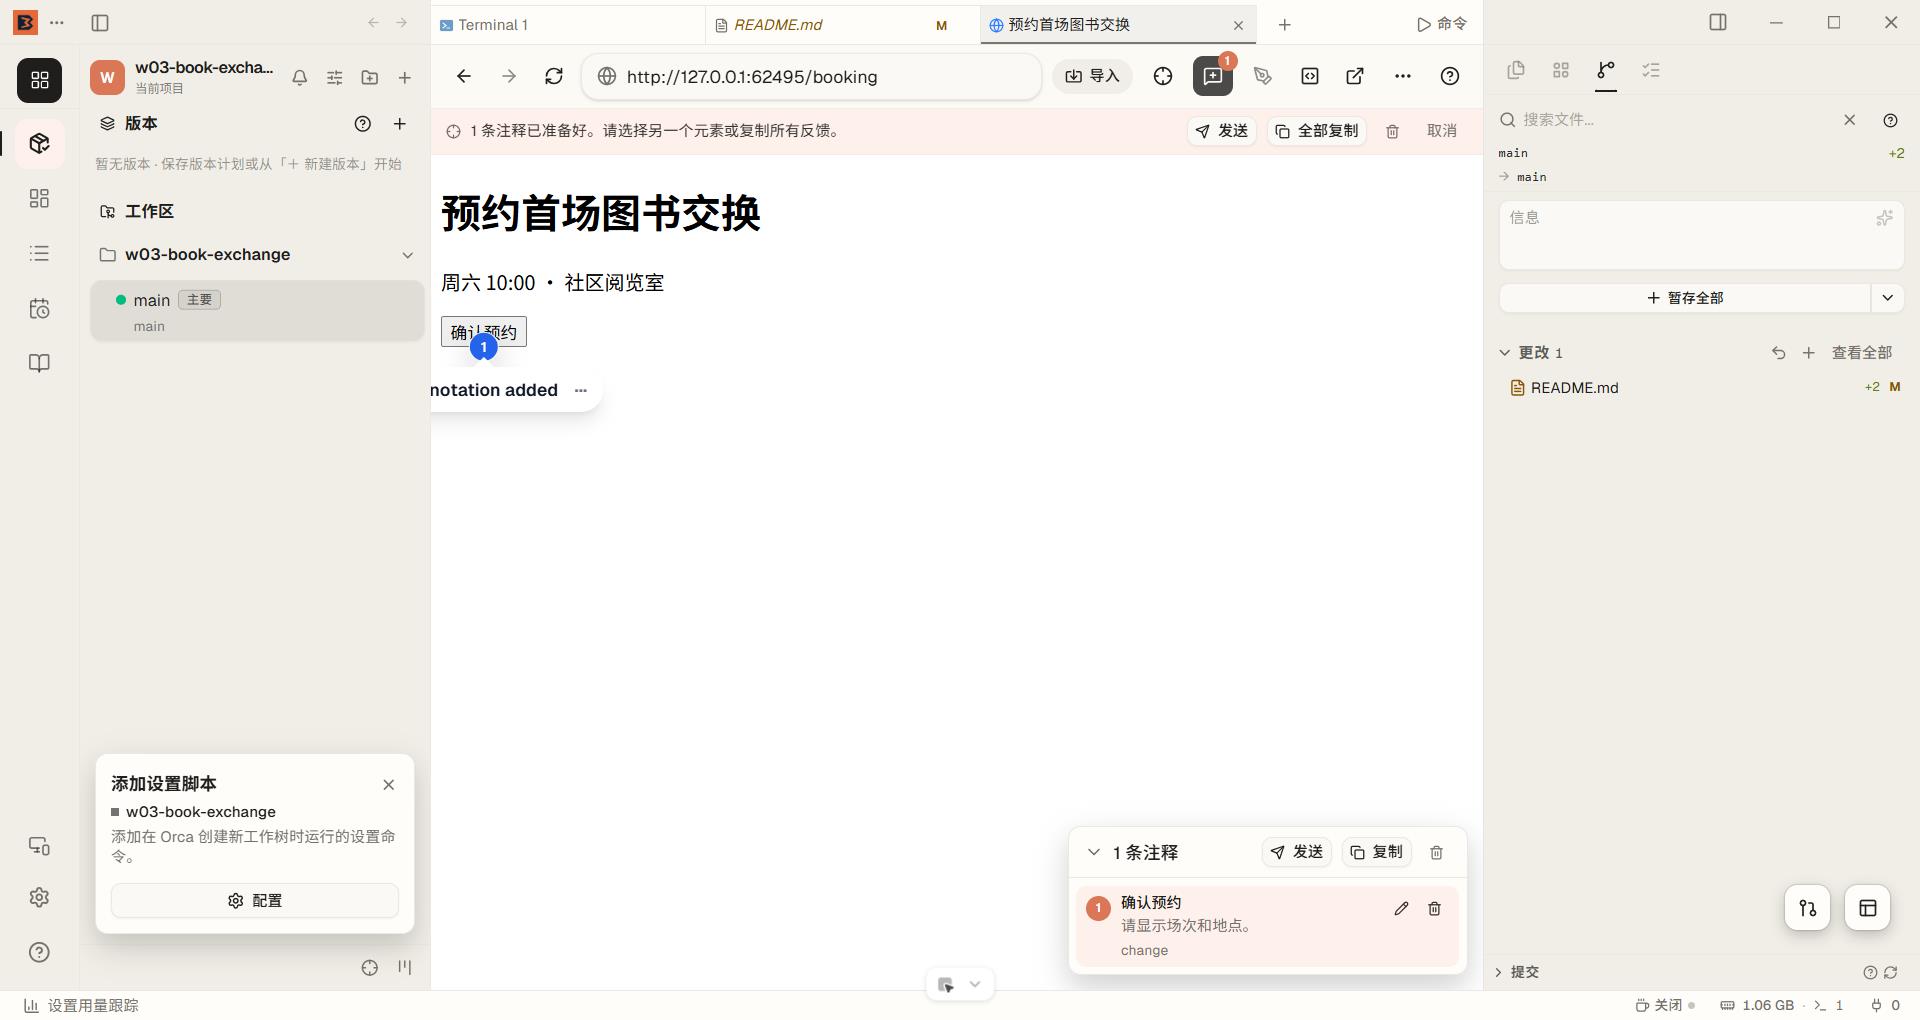 Terminal 1
README.md
M
预约首场图书交换
命令
W
w03-book-excha...
当前项目
http://127.0.0.1:62495/booking
导入
1
版本
1 条注释已准备好。请选择另一个元素或复制所有反馈。
发送
全部复制
取消
搜索文件...
暂无版本 · 保存版本计划或从「＋ 新建版本」开始
main
+2
→ main
工作区
预约首场图书交换
信息
w03-book-exchange
周六 10:00 · 社区阅览室
main
主要
main
暂存全部
确认预约
1
更改 1
查看全部
notation added
README.md
+2
M
添加设置脚本
w03-book-exchange
添加在 Orca 创建新工作树时运行的设置命
令。
配置
1 条注释
发送
复制
1
确认预约
请显示场次和地点。
change
提交
设置用量跟踪
关闭
1.06 GB
·
1
0